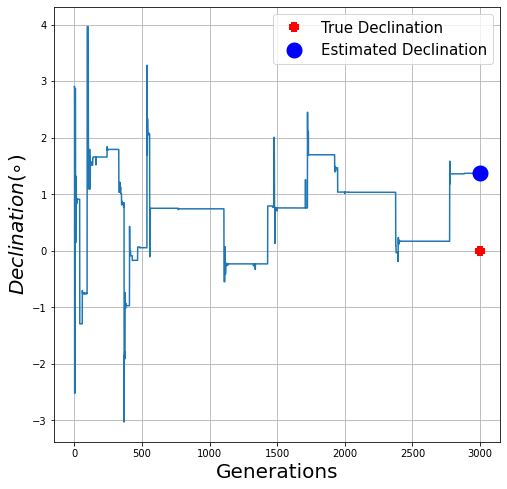 True Declination
Estimated Declination
4
3
2
1
0
−1
−2
−3
Declination(∘)
0 500 1000 1500 2000 2500 3000
Generations